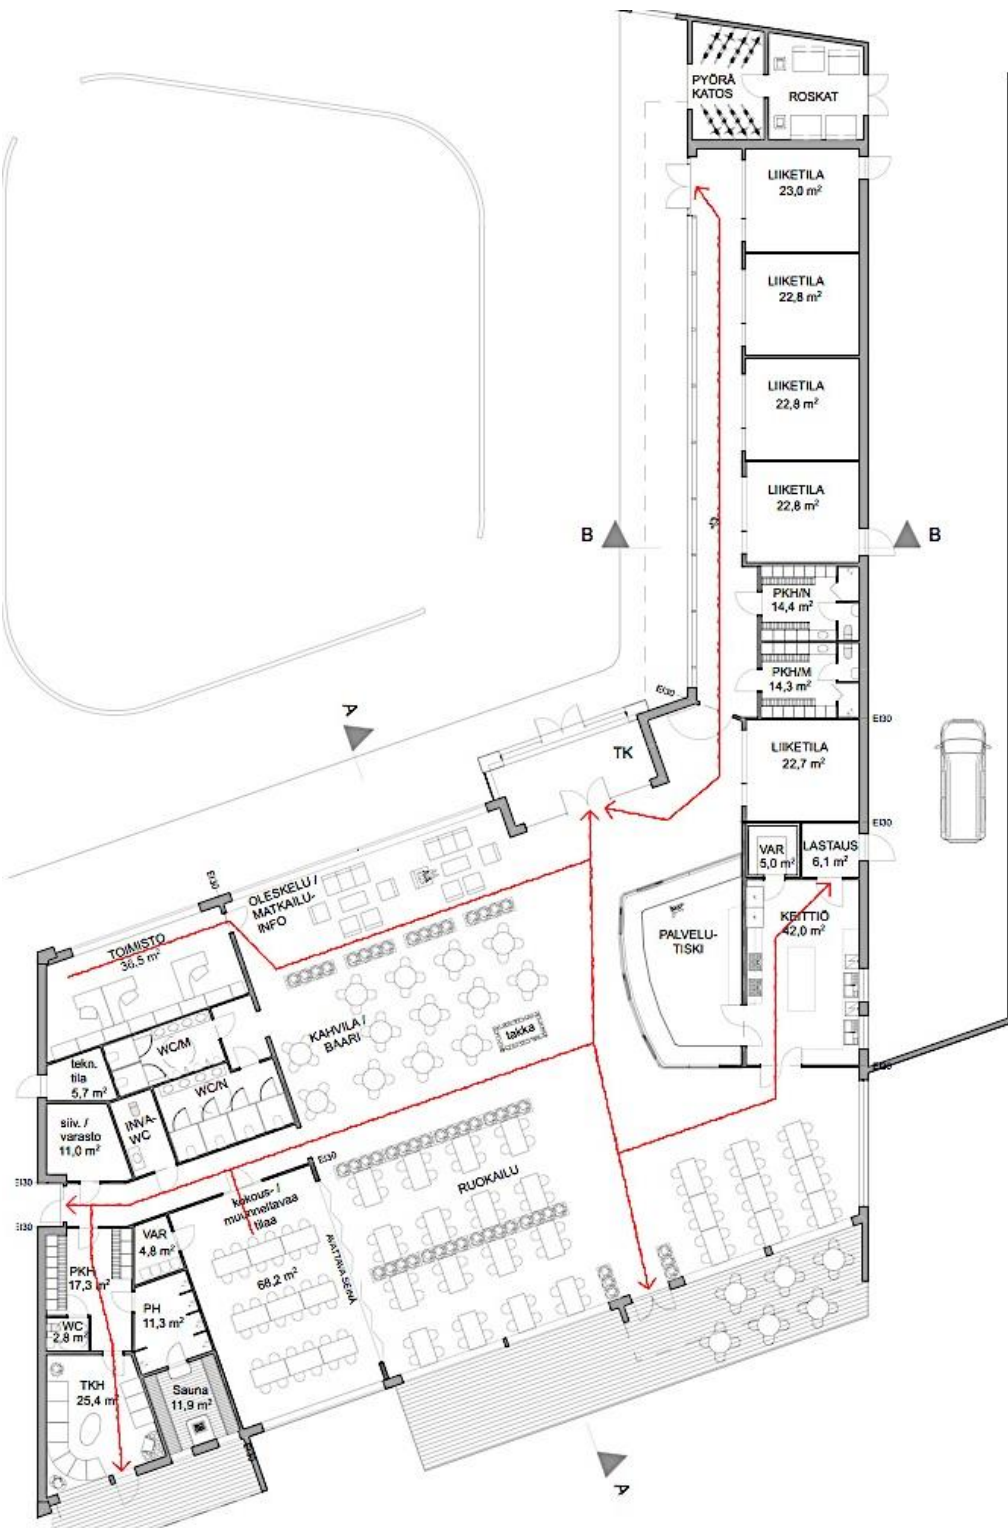 PYÖRÄ
KATOS
ROSKAT
LIIKETILA
23,0 m²
LIIKETILA
22,8 m²
LIIKETILA
22,8 m²
LIIKETILA
22,8 m²
B
B
PKH/N
14,4 m²
PKH/M
14,3 m²
EI30
EI30
A
TK
LIIKETILA
22,7 m²
EI30
VAR
5,0 m²
LASTAUS
6,1 m²
EI30
OLESKELU /
MATKAILU-
INFO
TOIMISTO
36,5 m²
PALVELU-
TISKI
KEITTIÖ
42,0 m²
KAHVILA /
BAARI
takka
WC/M
tekn.
tila
5,7 m²
WC/N
EI30
siiv. /
varasto
11,0 m²
INVA-
WC
EI30
EI30
RUOKAILU
kokous- /
muunneltavaa
tilaa
68,2 m²
AVATTAVA SEINÄ
EI30
VAR
4,8 m²
PKH
17,3 m²
PH
11,3 m²
WC
2,8 m²
TKH
25,4 m²
Sauna
11,9 m²
A